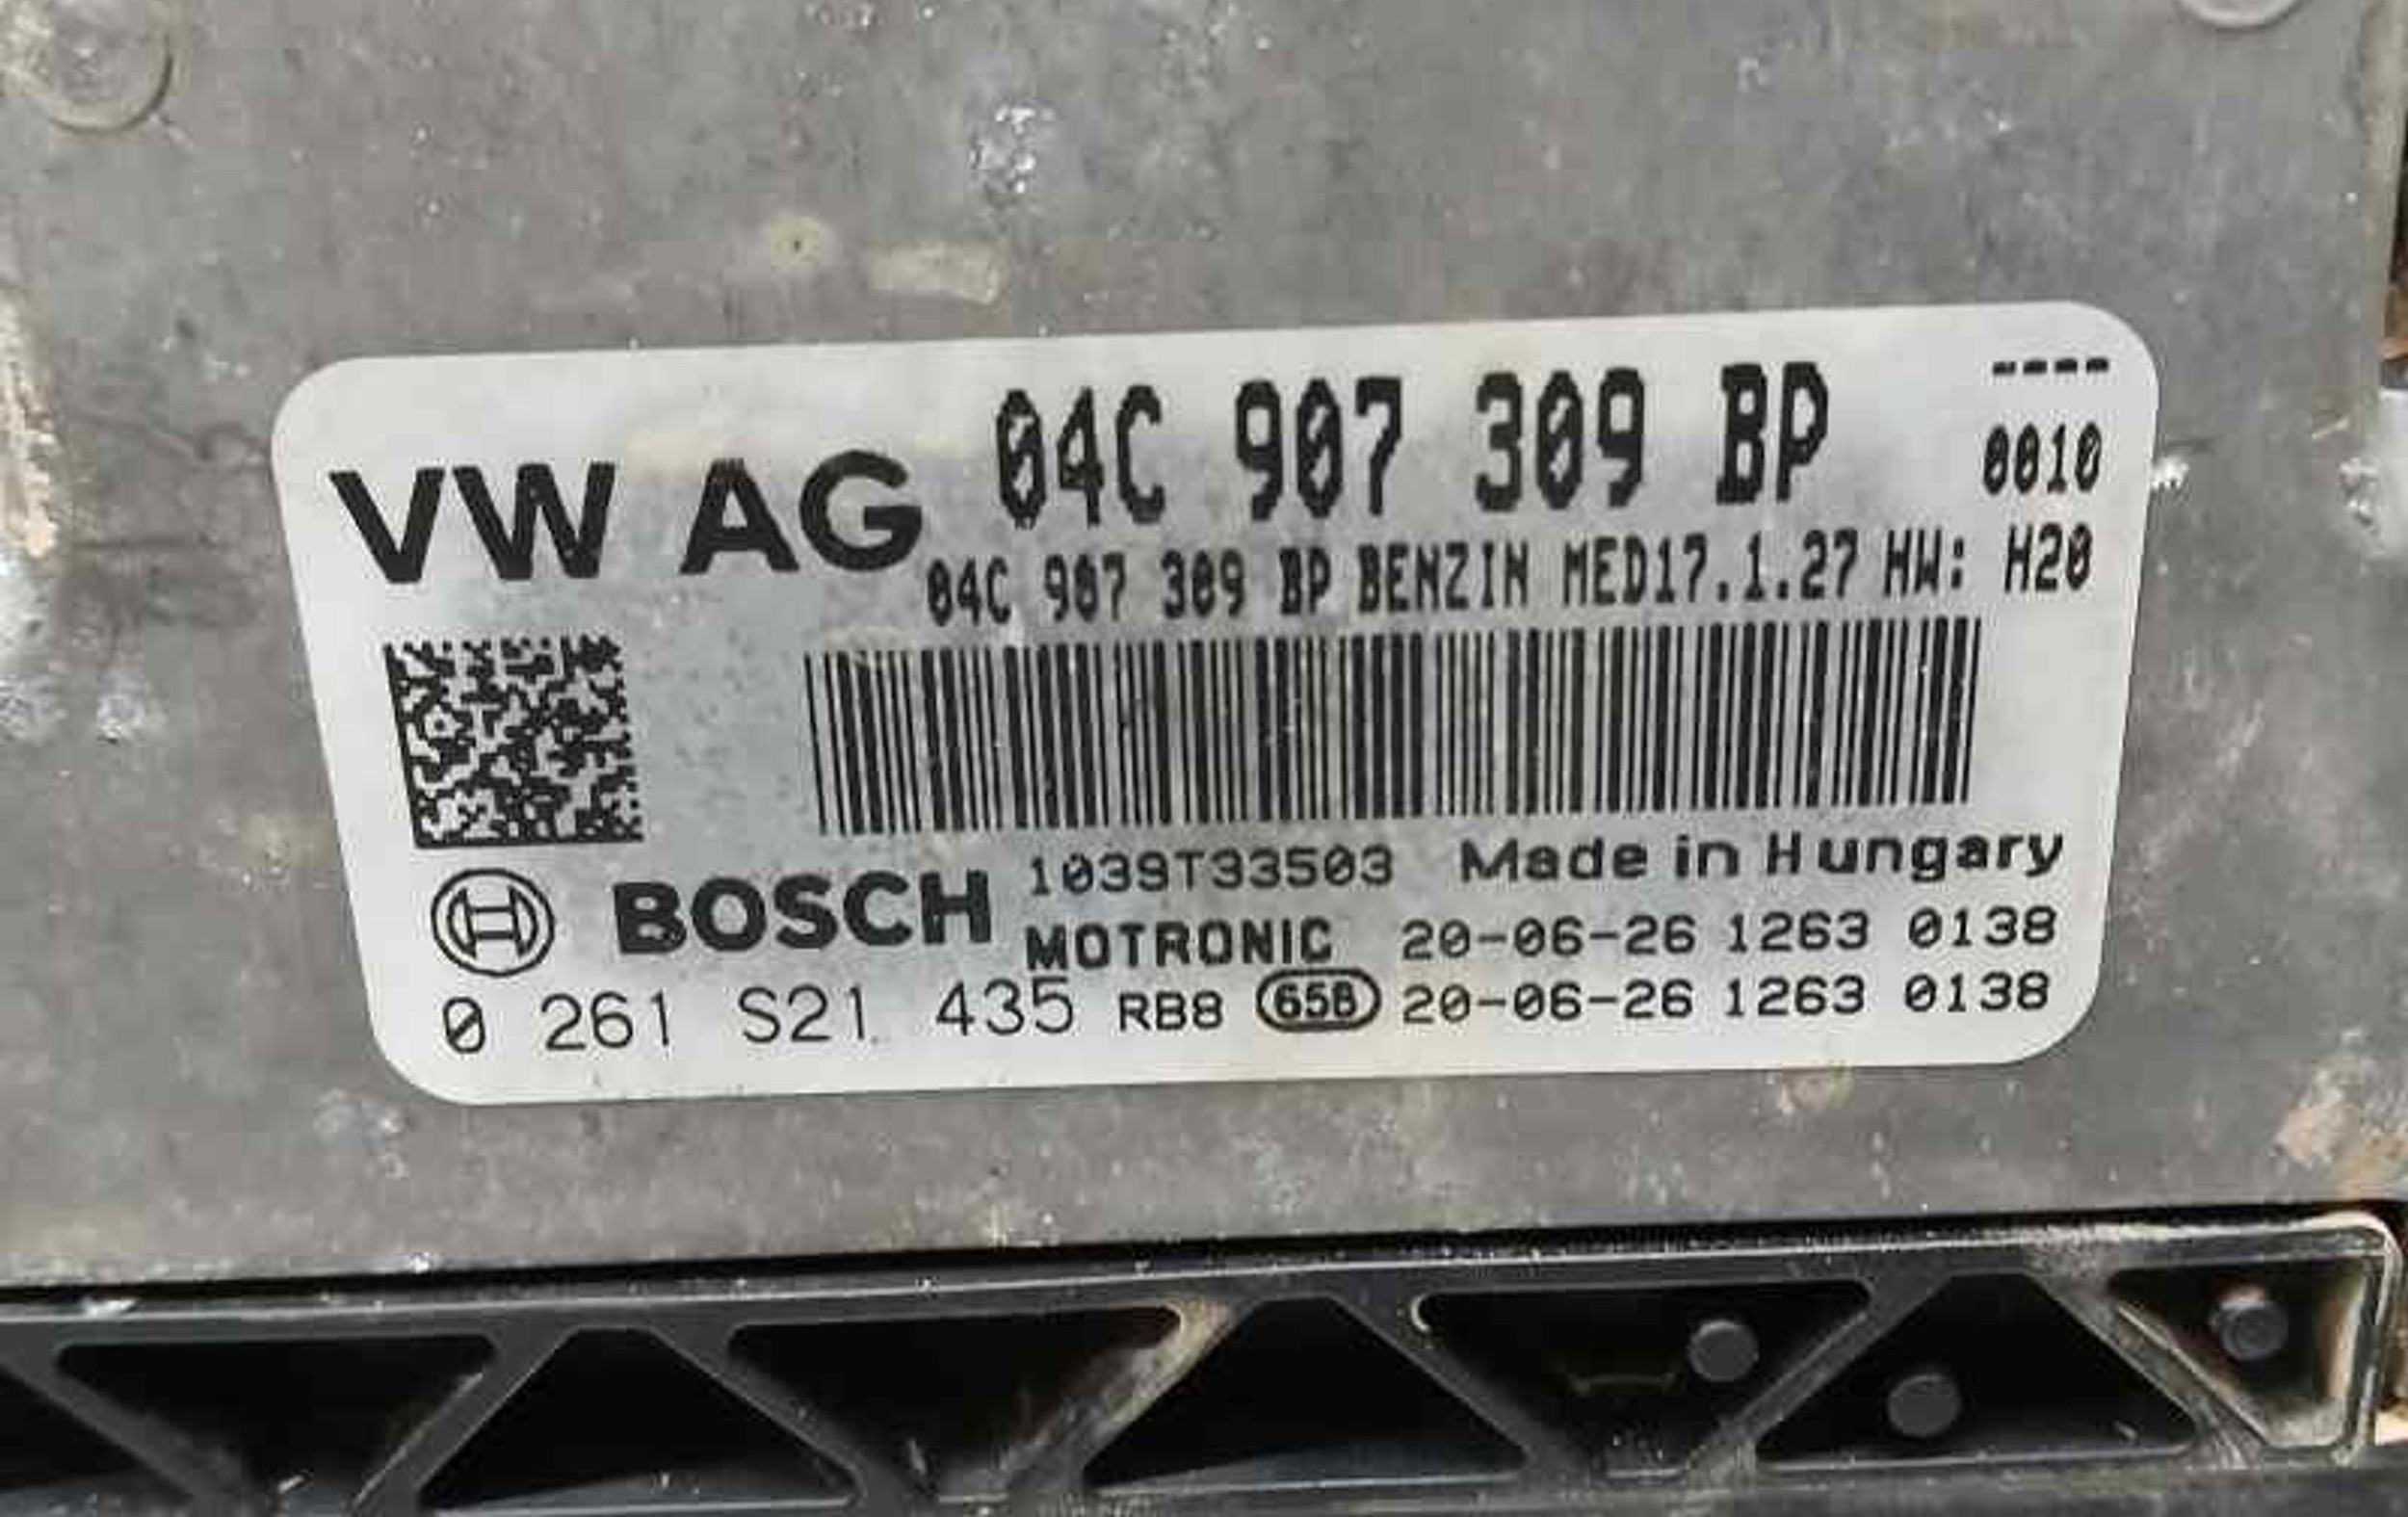 ----
VW AG 04C 907 309 BP 0010
04C 907 309 BP BENZIN MED17.1.27 HW: H20
BOSCH 1039T33503 Made in Hungary
MOTRONIC 20-06-26 1263 0138
0 261 S21 435 RB8 65B 20-06-26 1263 0138